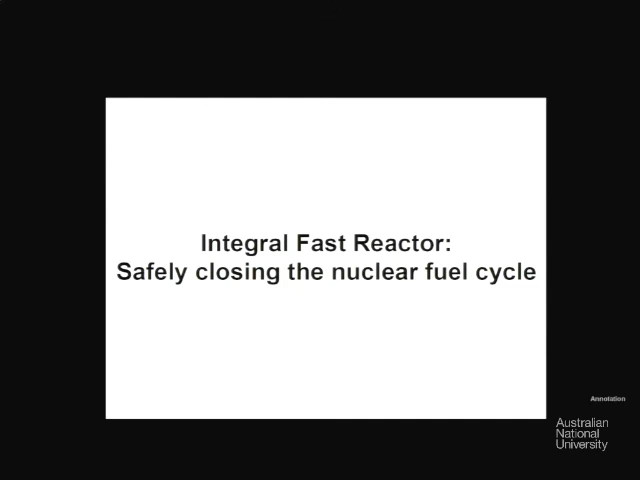 Integral Fast Reactor:
Safely closing the nuclear fuel cycle
Annotation
Australian
National
University